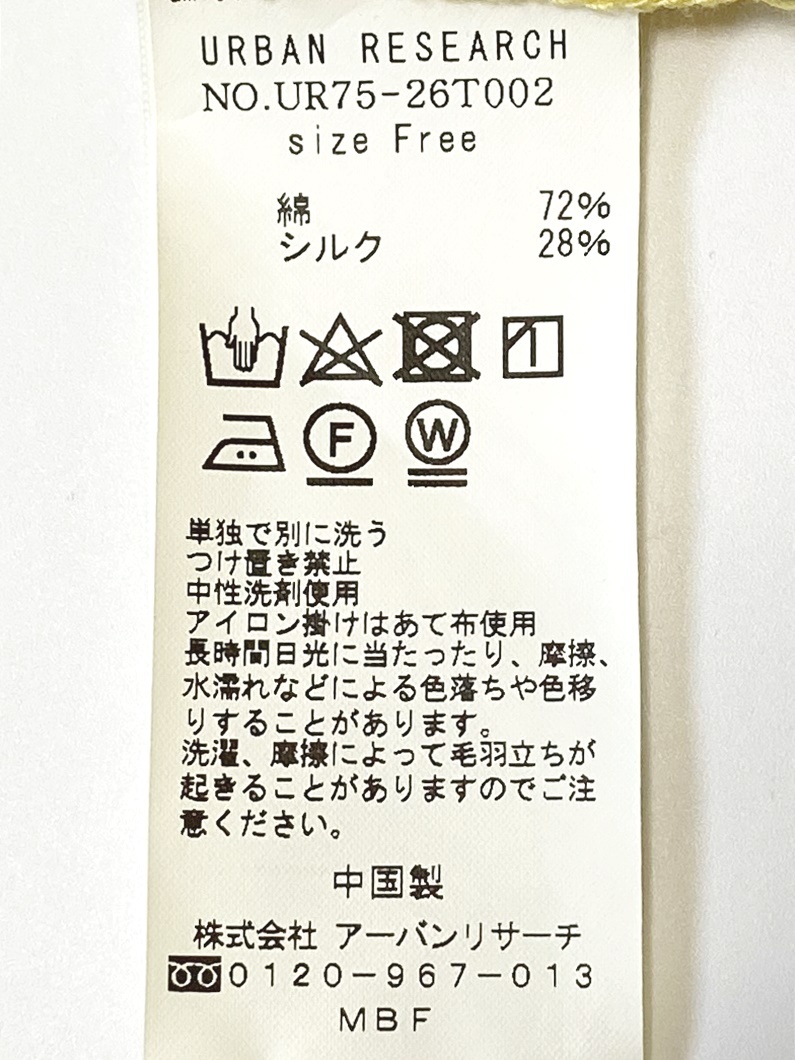 URBAN RESEARCH
NO.UR75-26T002
size Free
綿 72%
シルク 28%
F W
単独で別に洗う
つけ置き禁止
中性洗剤使用
アイロン掛けはあて布使用
長時間日光に当たったり、摩擦、
水濡れなどによる色落ちや色移
りすることがあります。
洗濯、摩擦によって毛羽立ちが
起きることがありますのでご注
意ください。
中国製
株式会社 アーバンリサーチ
0120-967-013
MBF